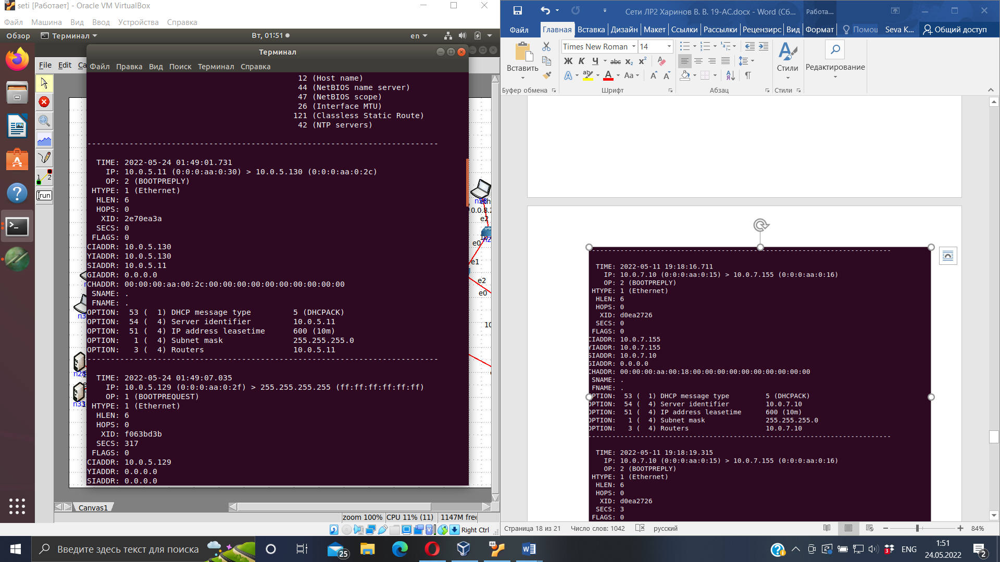 seti [Работает] - Oracle VM VirtualBox
Файл Машина Вид Ввод Устройства Справка
Обзор Терминал Вт, 01:51 en
Терминал
File Edit Ca
Файл Правка Вид Поиск Терминал Справка
12 (Host name)
44 (NetBIOS name server)
47 (NetBIOS scope)
26 (Interface MTU)
121 (Classless Static Route)
42 (NTP servers)
---------------------------------------------------------------------------
TIME: 2022-05-24 01:49:01.731
IP: 10.0.5.11 (0:0:0:aa:0:30) > 10.0.5.130 (0:0:0:aa:0:2c)
OP: 2 (BOOTPREPLY)
HTYPE: 1 (Ethernet)
HLEN: 6
HOPS: 0
XID: 2e70ea3a
SECS: 0
FLAGS: 0
CIADDR: 10.0.5.130
YIADDR: 10.0.5.130
SIADDR: 10.0.5.11
GIADDR: 0.0.0.0
CHADDR: 00:00:00:aa:00:2c:00:00:00:00:00:00:00:00:00:00
SNAME: .
FNAME: .
OPTION: 53 ( 1) DHCP message type 5 (DHCPACK)
OPTION: 54 ( 4) Server identifier 10.0.5.11
OPTION: 51 ( 4) IP address leasetime 600 (10m)
OPTION: 1 ( 4) Subnet mask 255.255.255.0
OPTION: 3 ( 4) Routers 10.0.5.11
---------------------------------------------------------------------------
TIME: 2022-05-24 01:49:07.035
IP: 10.0.5.129 (0:0:0:aa:0:2f) > 255.255.255.255 (ff:ff:ff:ff:ff:ff)
OP: 1 (BOOTPREQUEST)
HTYPE: 1 (Ethernet)
HLEN: 6
HOPS: 0
XID: f063bd3b
SECS: 317
FLAGS: 0
CIADDR: 10.0.5.129
YIADDR: 0.0.0.0
SIADDR: 0.0.0.0
1 2
run
n3
n28
n33
0.0.8.2
e2
e0
e1
e2
e0
10
Canvas1
zoom 100% CPU 11% (11) 1147M free
Right Ctrl
Сети ЛР2 Харинов В. В. 19-АС.docx - Word (Сб... Работа...
Файл Главная Вставка Дизайн Макет Ссылки Рассылки Рецензирс Вид Формат Помощ Seva K... Общий доступ
Вставить
Times New Roman 14
Ж К Ч abc x₂ x²
A A Aa A A
Стили
Редактирование
Буфер обмена Шрифт Абзац Стили
---------------------------------------------------------------------------
TIME: 2022-05-11 19:18:16.711
IP: 10.0.7.10 (0:0:0:aa:0:15) > 10.0.7.155 (0:0:0:aa:0:16)
OP: 2 (BOOTPREPLY)
HTYPE: 1 (Ethernet)
HLEN: 6
HOPS: 0
XID: d0ea2726
SECS: 0
FLAGS: 0
CIADDR: 10.0.7.155
YIADDR: 10.0.7.155
SIADDR: 10.0.7.10
GIADDR: 0.0.0.0
CHADDR: 00:00:00:aa:00:18:00:00:00:00:00:00:00:00:00:00
SNAME: .
FNAME: .
OPTION: 53 ( 1) DHCP message type 5 (DHCPACK)
OPTION: 54 ( 4) Server identifier 10.0.7.10
OPTION: 51 ( 4) IP address leasetime 600 (10m)
OPTION: 1 ( 4) Subnet mask 255.255.255.0
OPTION: 3 ( 4) Routers 10.0.7.10
---------------------------------------------------------------------------
TIME: 2022-05-11 19:18:19.315
IP: 10.0.7.10 (0:0:0:aa:0:15) > 10.0.7.155 (0:0:0:aa:0:16)
OP: 2 (BOOTPREPLY)
HTYPE: 1 (Ethernet)
HLEN: 6
HOPS: 0
XID: d0ea2726
SECS: 3
FLAGS: 0
Страница 18 из 21 Число слов: 1042 русский 84%
Введите здесь текст для поиска
25
64
3
ENG
1:51
24.05.2022
2